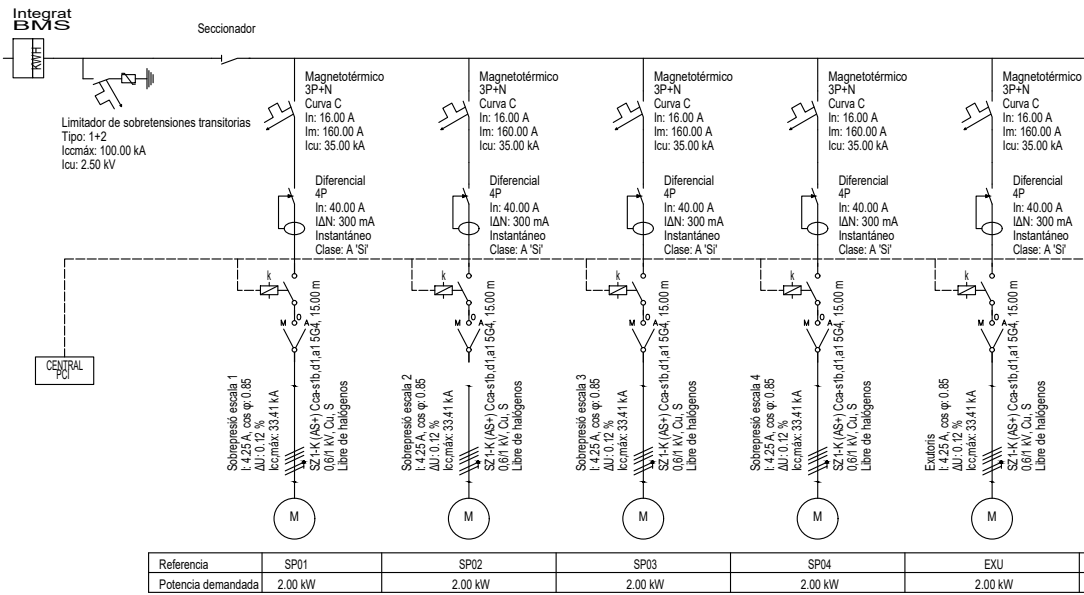 Integrat
BMS
KWH
Seccionador
Limitador de sobretensiones transitorias
Tipo: 1+2
Iccmáx: 100.00 kA
Icu: 2.50 kV
Magnetotérmico
3P+N
Curva C
In: 16.00 A
Im: 160.00 A
Icu: 35.00 kA
Magnetotérmico
3P+N
Curva C
In: 16.00 A
Im: 160.00 A
Icu: 35.00 kA
Magnetotérmico
3P+N
Curva C
In: 16.00 A
Im: 160.00 A
Icu: 35.00 kA
Magnetotérmico
3P+N
Curva C
In: 16.00 A
Im: 160.00 A
Icu: 35.00 kA
Magnetotérmico
3P+N
Curva C
In: 16.00 A
Im: 160.00 A
Icu: 35.00 kA
Diferencial
4P
In: 40.00 A
IΔN: 300 mA
Instantáneo
Clase: A 'Si'
Diferencial
4P
In: 40.00 A
IΔN: 300 mA
Instantáneo
Clase: A 'Si'
Diferencial
4P
In: 40.00 A
IΔN: 300 mA
Instantáneo
Clase: A 'Si'
Diferencial
4P
In: 40.00 A
IΔN: 300 mA
Instantáneo
Clase: A 'Si'
Diferencial
4P
In: 40.00 A
IΔN: 300 mA
Instantáneo
Clase: A 'Si'
CENTRAL
PCI
k
M 0 A
Sobrepresió escala 1
I: 4.25 A, cos φ: 0.85
ΔU: 0.12 %
Icc,máx: 33.41 kA
SZ1-K (AS+) Cca-s1b,d1,a1 5G4, 15.00 m
0,6/1 kV, Cu, S
Libre de halógenos
M
k
M 0 A
Sobrepresió escala 2
I: 4.25 A, cos φ: 0.85
ΔU: 0.12 %
Icc,máx: 33.41 kA
SZ1-K (AS+) Cca-s1b,d1,a1 5G4, 15.00 m
0,6/1 kV, Cu, S
Libre de halógenos
M
k
M 0 A
Sobrepresió escala 3
I: 4.25 A, cos φ: 0.85
ΔU: 0.12 %
Icc,máx: 33.41 kA
SZ1-K (AS+) Cca-s1b,d1,a1 5G4, 15.00 m
0,6/1 kV, Cu, S
Libre de halógenos
M
k
M 0 A
Sobrepresió escala 4
I: 4.25 A, cos φ: 0.85
ΔU: 0.12 %
Icc,máx: 33.41 kA
SZ1-K (AS+) Cca-s1b,d1,a1 5G4, 15.00 m
0,6/1 kV, Cu, S
Libre de halógenos
M
k
M 0 A
Exutoris
I: 4.25 A, cos φ: 0.85
ΔU: 0.12 %
Icc,máx: 33.41 kA
SZ1-K (AS+) Cca-s1b,d1,a1 5G4, 15.00 m
0,6/1 kV, Cu, S
Libre de halógenos
M
Referencia SP01 SP02 SP03 SP04 EXU
Potencia demandada 2.00 kW 2.00 kW 2.00 kW 2.00 kW 2.00 kW